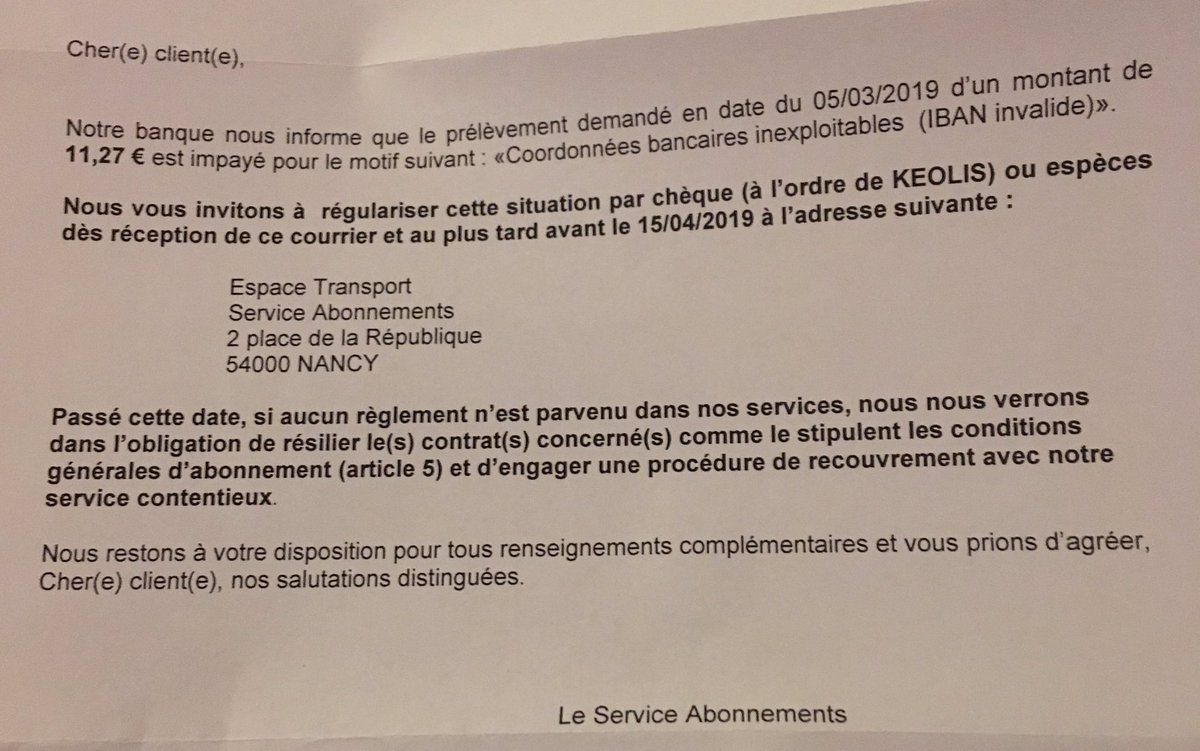 Cher(e) client(e),
Notre banque nous informe que le prélèvement demandé en date du 05/03/2019 d'un montant de
11,27 € est impayé pour le motif suivant : «Coordonnées bancaires inexploitables (IBAN invalide)».
Nous vous invitons à régulariser cette situation par chèque (à l'ordre de KEOLIS) ou espèces
dès réception de ce courrier et au plus tard avant le 15/04/2019 à l'adresse suivante :
Espace Transport
Service Abonnements
2 place de la République
54000 NANCY
Passé cette date, si aucun règlement n'est parvenu dans nos services, nous nous verrons
dans l'obligation de résilier le(s) contrat(s) concerné(s) comme le stipulent les conditions
générales d'abonnement (article 5) et d'engager une procédure de recouvrement avec notre
service contentieux.
Nous restons à votre disposition pour tous renseignements complémentaires et vous prions d'agréer,
Cher(e) client(e), nos salutations distinguées.
Le Service Abonnements